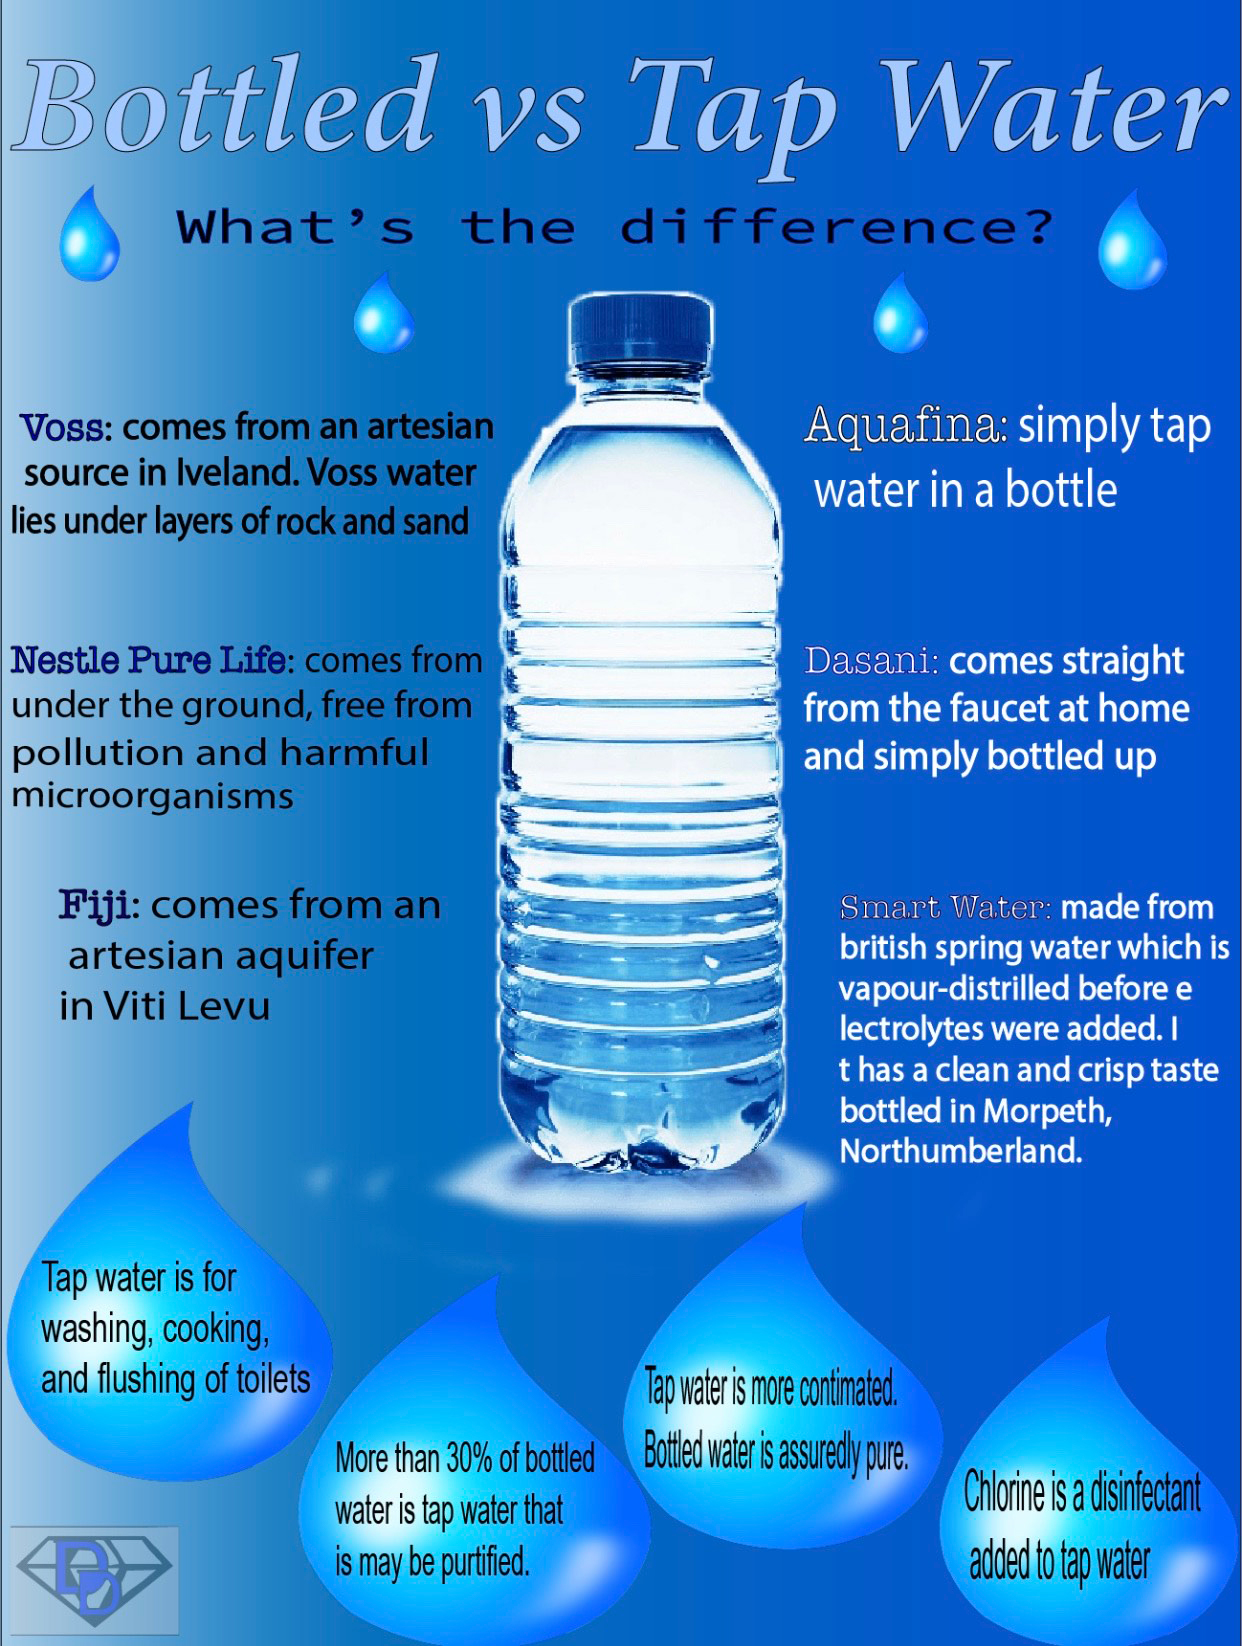 Bottled vs Tap Water
What's the difference?
Voss: comes from an artesian
source in Iveland. Voss water
lies under layers of rock and sand
Nestle Pure Life: comes from
under the ground, free from
pollution and harmful
microorganisms
Fiji: comes from an
artesian aquifer
in Viti Levu
Aquafina: simply tap
water in a bottle
Dasani: comes straight
from the faucet at home
and simply bottled up
Smart Water: made from
british spring water which is
vapour-distrilled before e
lectrolytes were added. I
t has a clean and crisp taste
bottled in Morpeth,
Northumberland.
Tap water is for
washing, cooking,
and flushing of toilets
More than 30% of bottled
water is tap water that
is may be purtified.
Tap water is more contimated.
Bottled water is assuredly pure.
Chlorine is a disinfectant
added to tap water
DD